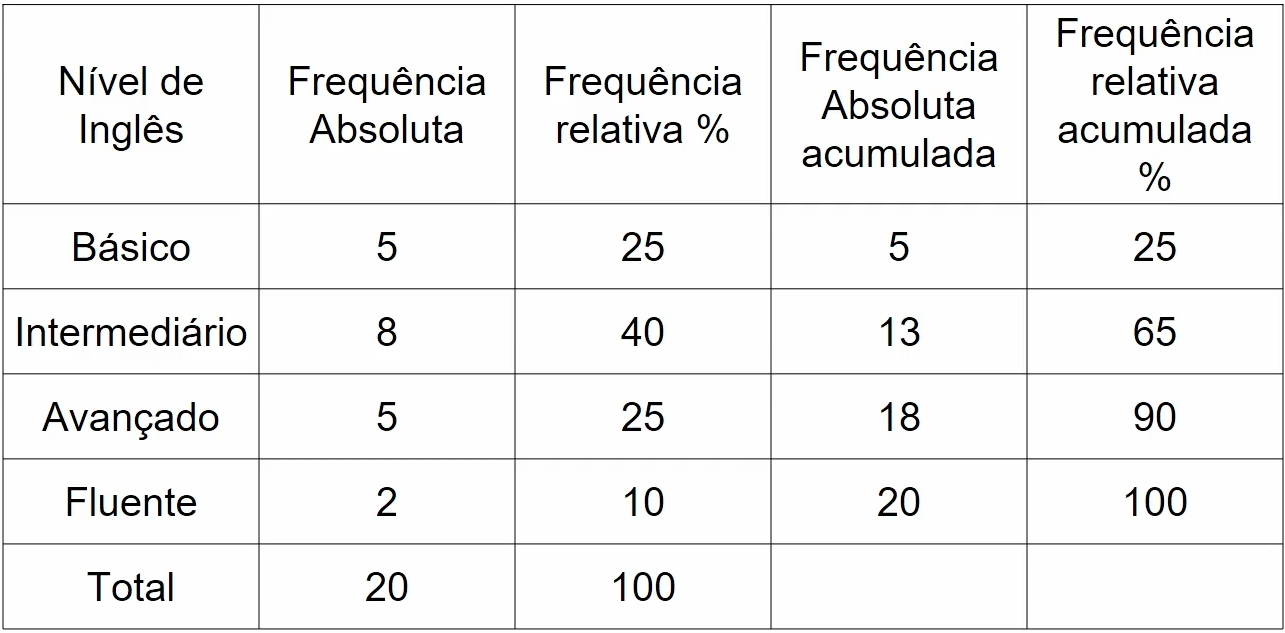 Nível de Inglês	Frequência Absoluta	Frequência relativa %	Frequência Absoluta acumulada	Frequência relativa acumulada %
Básico	5	25	5	25
Intermediário	8	40	13	65
Avançado	5	25	18	90
Fluente	2	10	20	100
Total	20	100